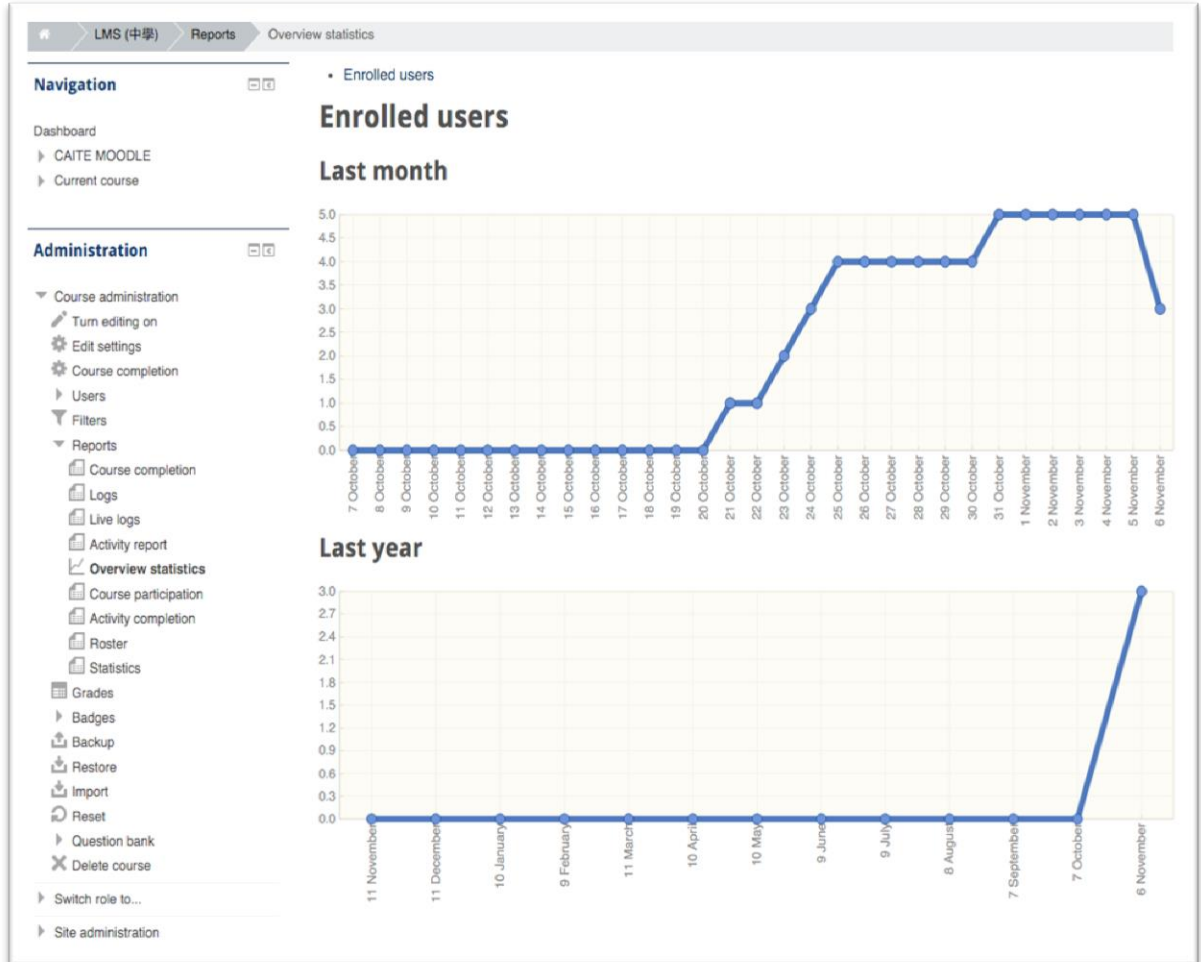 LMS (中學) Reports Overview statistics
Navigation
Dashboard
CAITE MOODLE
Current course
Administration
Course administration
Turn editing on
Edit settings
Course completion
Users
Filters
Reports
Course completion
Logs
Live logs
Activity report
Overview statistics
Course participation
Activity completion
Roster
Statistics
Grades
Badges
Backup
Restore
Import
Reset
Question bank
Delete course
Switch role to...
Site administration
Enrolled users
Enrolled users
Last month
5.0
4.5
4.0
3.5
3.0
2.5
2.0
1.5
1.0
0.5
0.0
7 October
8 October
9 October
10 October
11 October
12 October
13 October
14 October
15 October
16 October
17 October
18 October
19 October
20 October
21 October
22 October
23 October
24 October
25 October
26 October
27 October
28 October
29 October
30 October
31 October
1 November
2 November
3 November
4 November
5 November
6 November
Last year
3.0
2.7
2.4
2.1
1.8
1.5
1.2
0.9
0.6
0.3
0.0
11 November
11 December
10 January
9 February
11 March
10 April
10 May
9 June
9 July
8 August
7 September
7 October
6 November